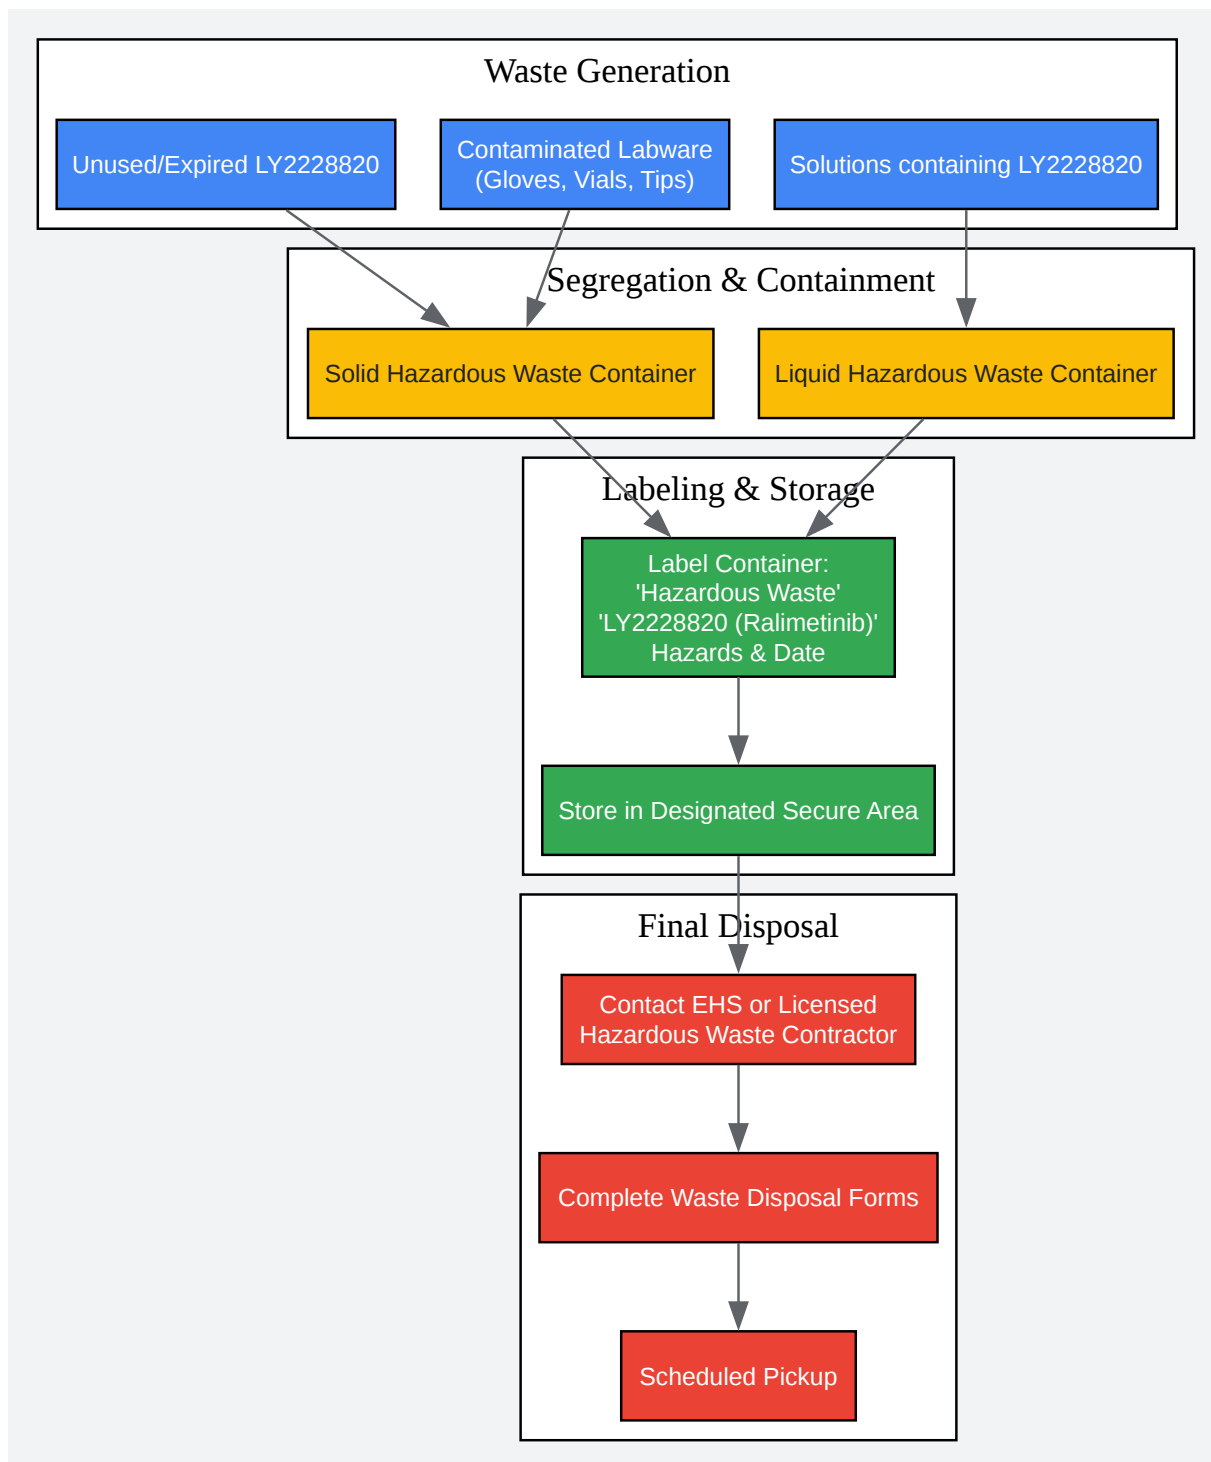 Waste Generation
Unused/Expired LY2228820
Contaminated Labware
(Gloves, Vials, Tips)
Solutions containing LY2228820
Segregation & Containment
Solid Hazardous Waste Container
Liquid Hazardous Waste Container
Labeling & Storage
Label Container:
'Hazardous Waste'
'LY2228820 (Ralimetinib)'
Hazards & Date
Store in Designated Secure Area
Final Disposal
Contact EHS or Licensed
Hazardous Waste Contractor
Complete Waste Disposal Forms
Scheduled Pickup